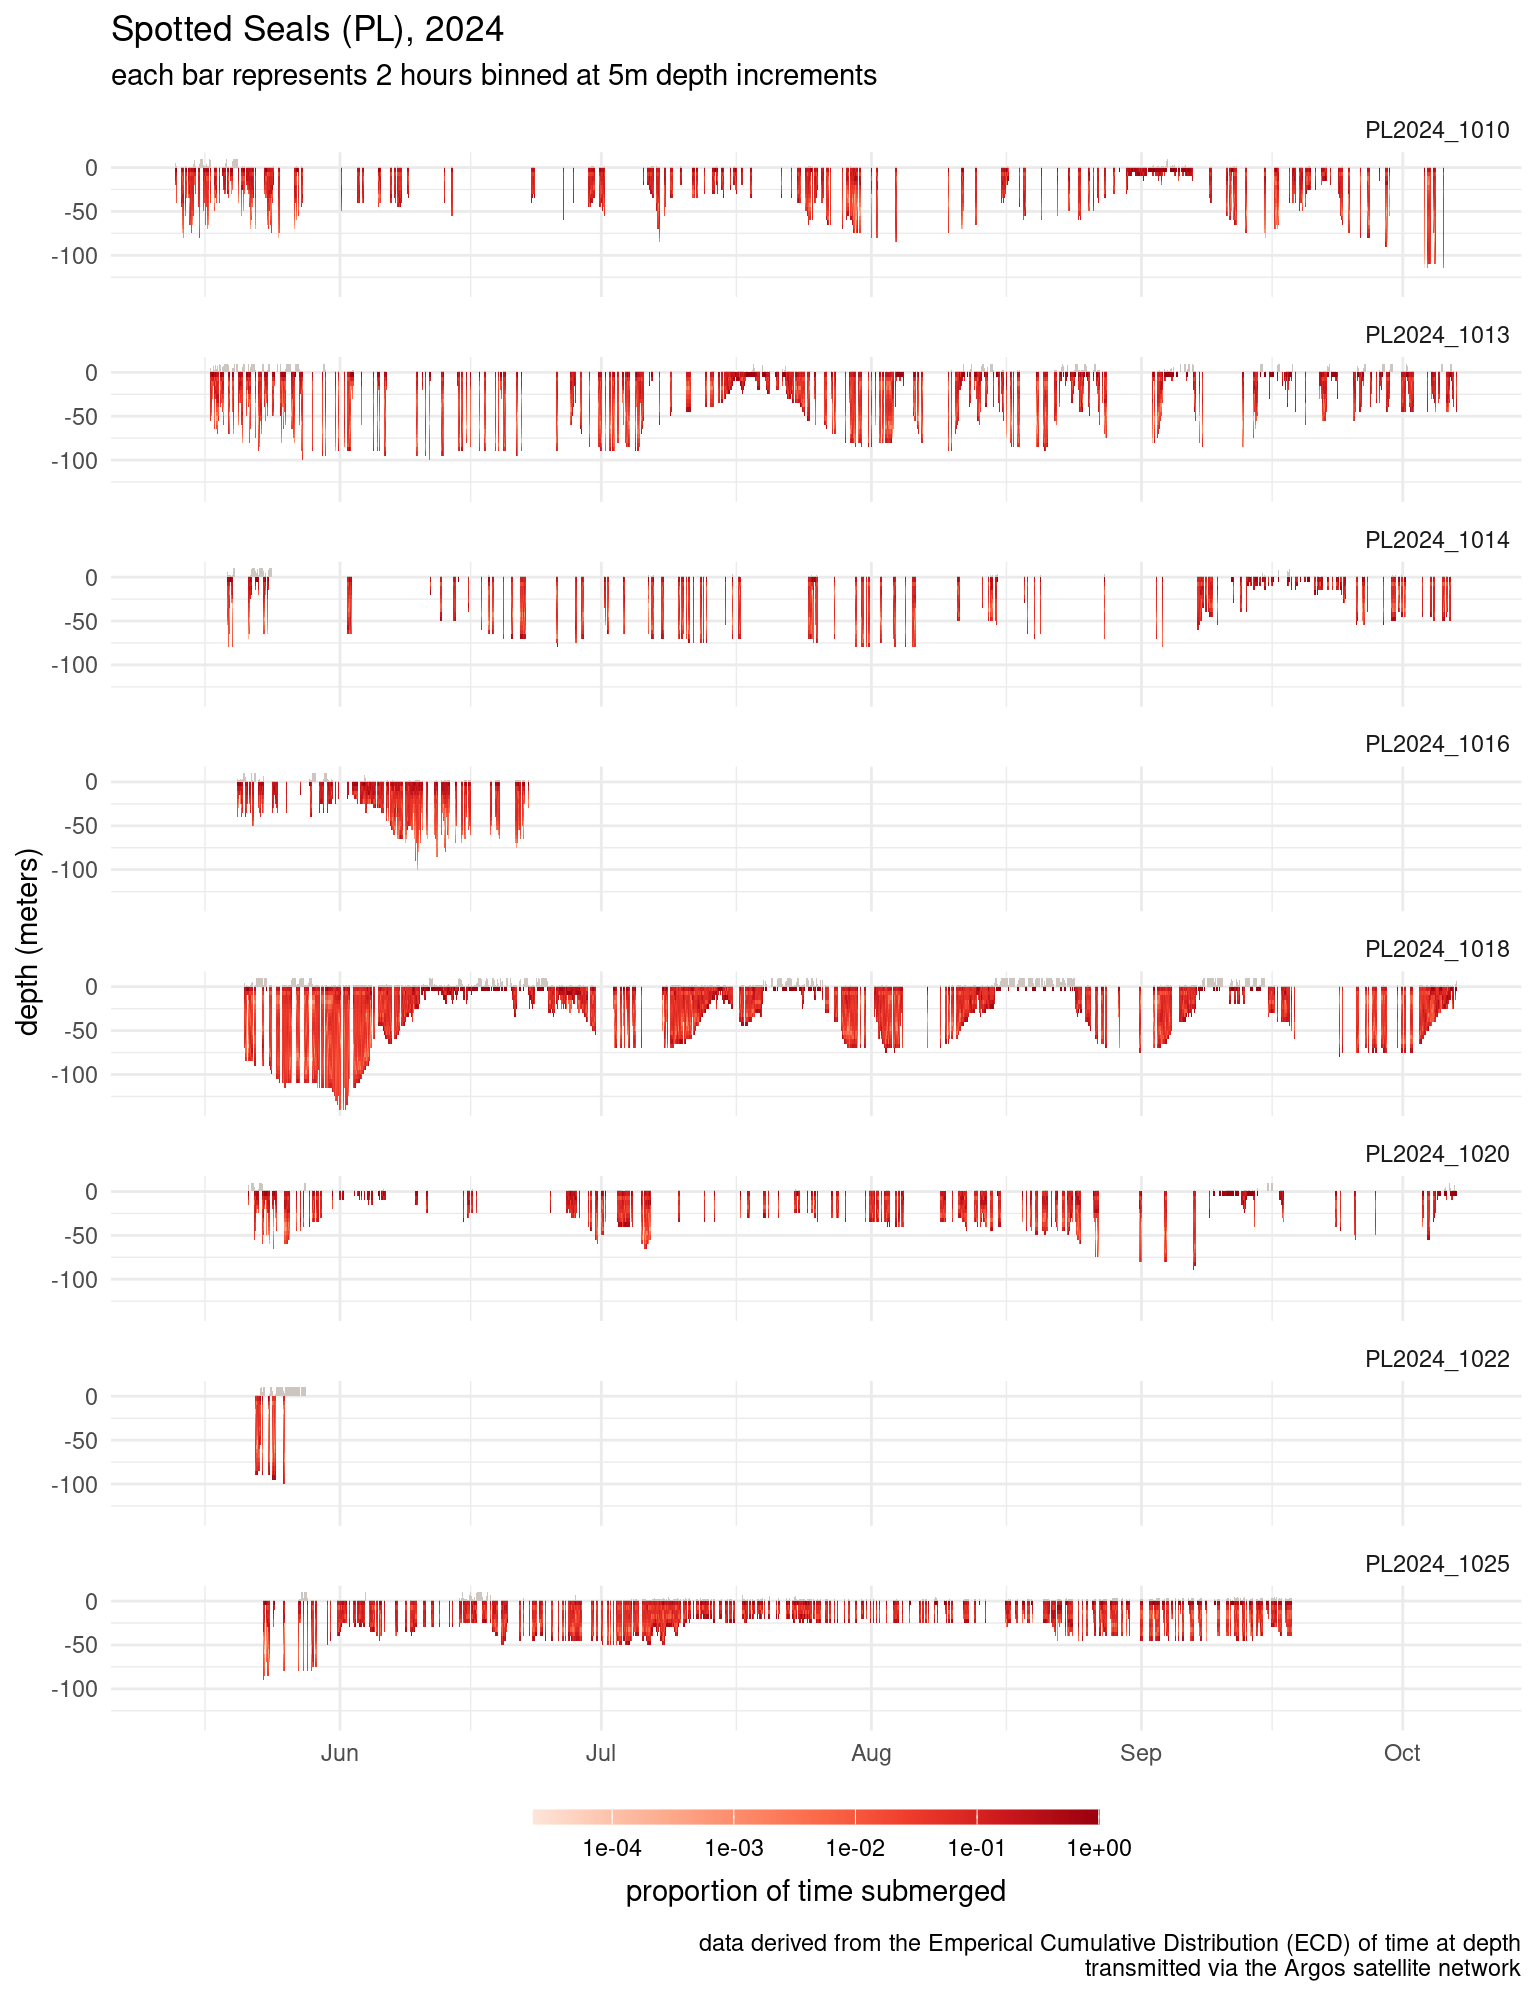 Spotted Seals (PL), 2024
each bar represents 2 hours binned at 5m depth increments
PL2024_1010
0
-50
-100
PL2024_1013
0
-50
-100
PL2024_1014
0
-50
-100
PL2024_1016
0
-50
-100
depth (meters)
PL2024_1018
0
-50
-100
PL2024_1020
0
-50
-100
PL2024_1022
0
-50
-100
PL2024_1025
0
-50
-100
Jun Jul Aug Sep Oct
1e-04 1e-03 1e-02 1e-01 1e+00
proportion of time submerged
data derived from the Emperical Cumulative Distribution (ECD) of time at depth
transmitted via the Argos satellite network